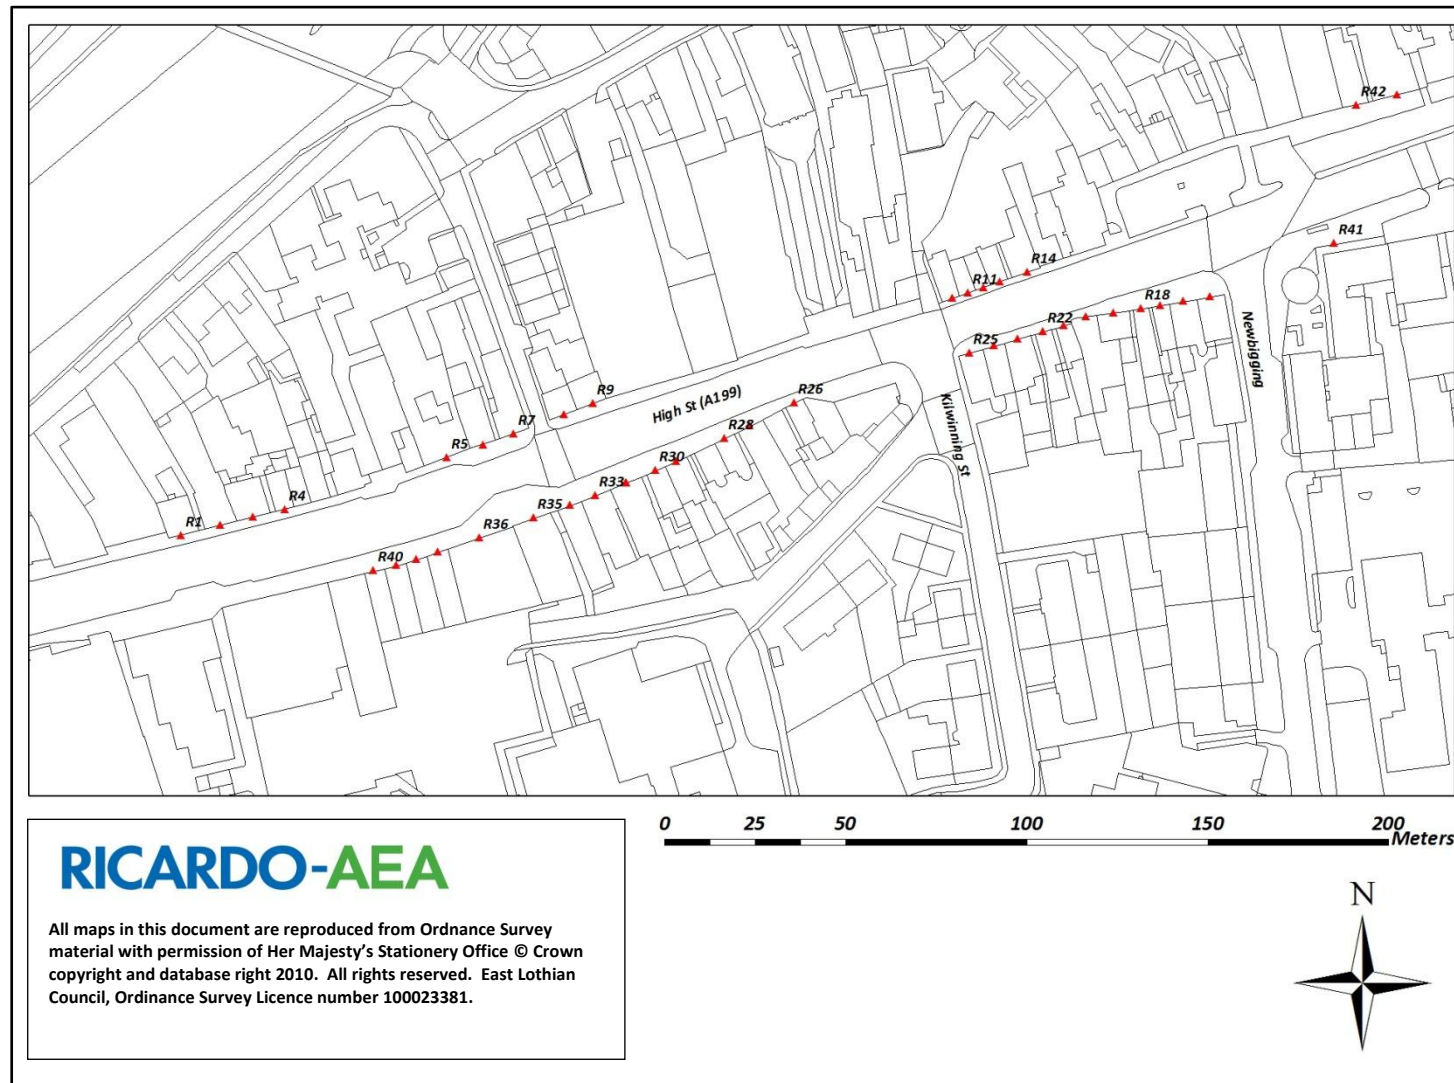 R42
R41
R14
R11
R18
R22
R25
Newbigging
R26
R9
High St (A199)
Kilwinning St
R7
R28
R5
R30
R4
R33
R35
R1
R36
R40
0 25 50 100 150 200
Meters
RICARDO-AEA
All maps in this document are reproduced from Ordnance Survey
material with permission of Her Majesty’s Stationery Office © Crown
copyright and database right 2010. All rights reserved. East Lothian
Council, Ordinance Survey Licence number 100023381.
N